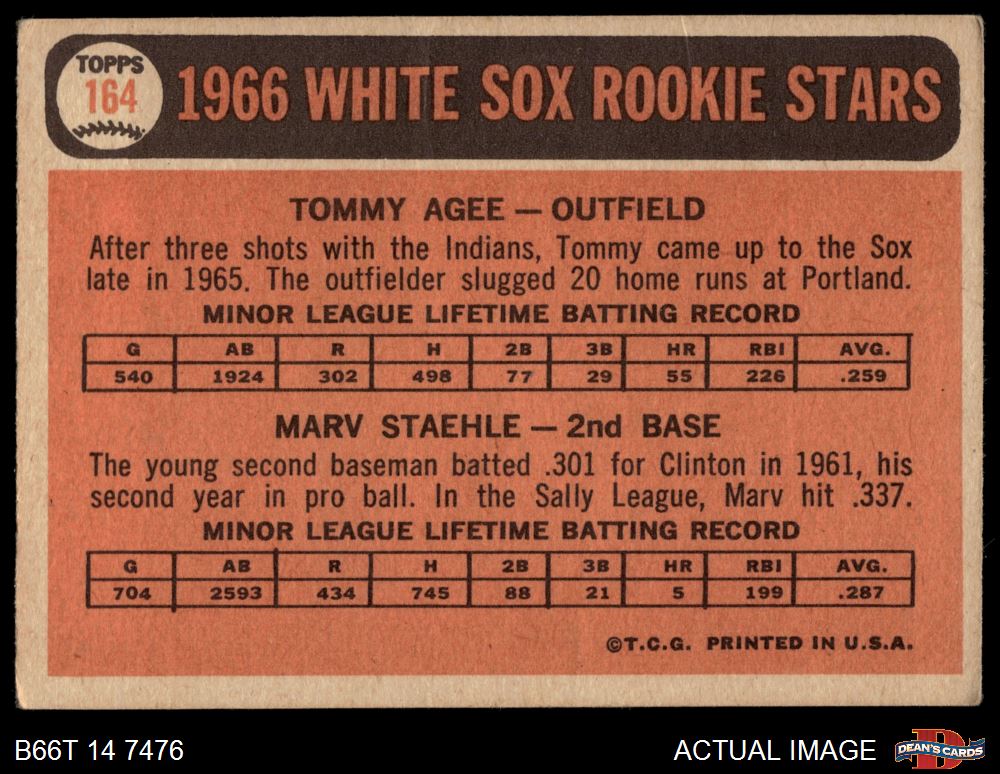 TOPPS
164
1966 WHITE SOX ROOKIE STARS
TOMMY AGEE — OUTFIELD
After three shots with the Indians, Tommy came up to the Sox
late in 1965. The outfielder slugged 20 home runs at Portland.
MINOR LEAGUE LIFETIME BATTING RECORD
G AB R H 2B 3B HR RBI AVG.
540 1924 302 498 77 29 55 226 .259
MARV STAEHLE — 2nd BASE
The young second baseman batted .301 for Clinton in 1961, his
second year in pro ball. In the Sally League, Marv hit .337.
MINOR LEAGUE LIFETIME BATTING RECORD
G AB R H 2B 3B HR RBI AVG.
704 2593 434 745 88 21 5 199 .287
©T.C.G. PRINTED IN U.S.A.
B66T 14 7476
ACTUAL IMAGE
D
DEAN'S CARDS